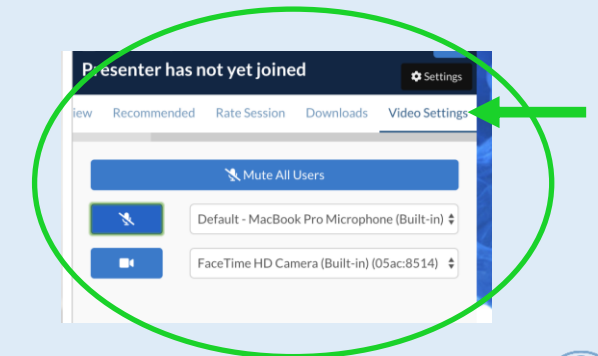 Presenter has not yet joined
Settings
iew Recommended Rate Session Downloads Video Settings
Mute All Users
Default - MacBook Pro Microphone (Built-in)
FaceTime HD Camera (Built-in) (05ac:8514)